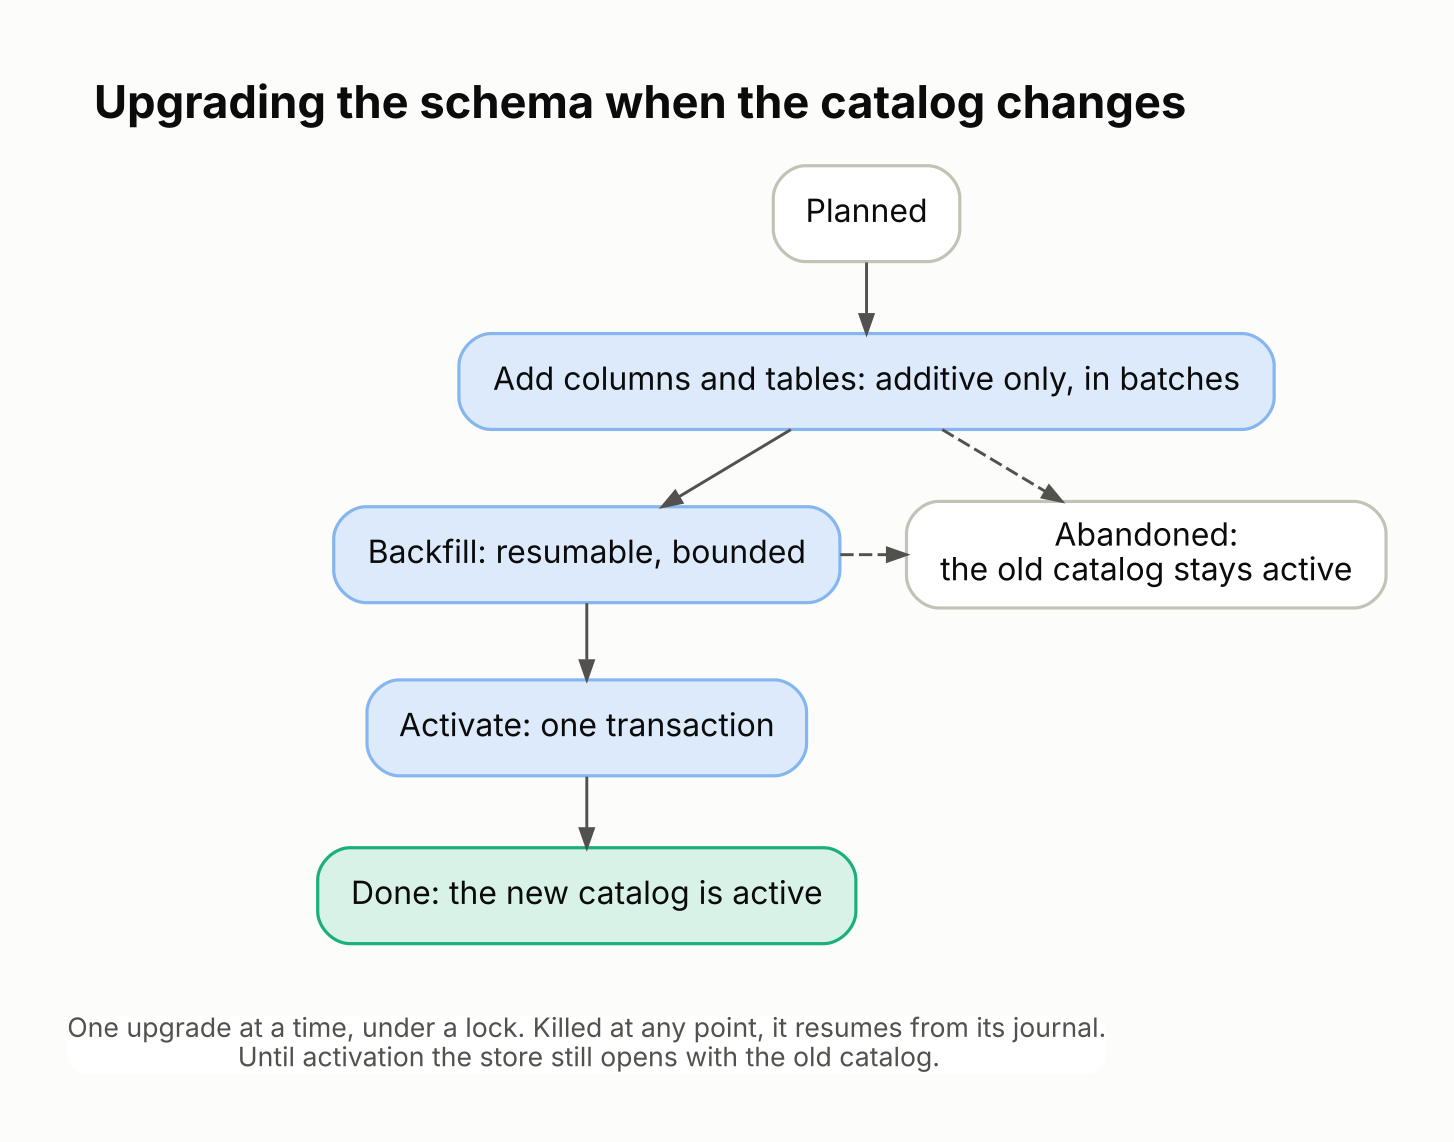 Upgrading the schema when the catalog changes
Planned
Add columns and tables: additive only, in batches
Backfill: resumable, bounded
Abandoned:
the old catalog stays active
Activate: one transaction
Done: the new catalog is active
One upgrade at a time, under a lock. Killed at any point, it resumes from its journal.
Until activation the store still opens with the old catalog.